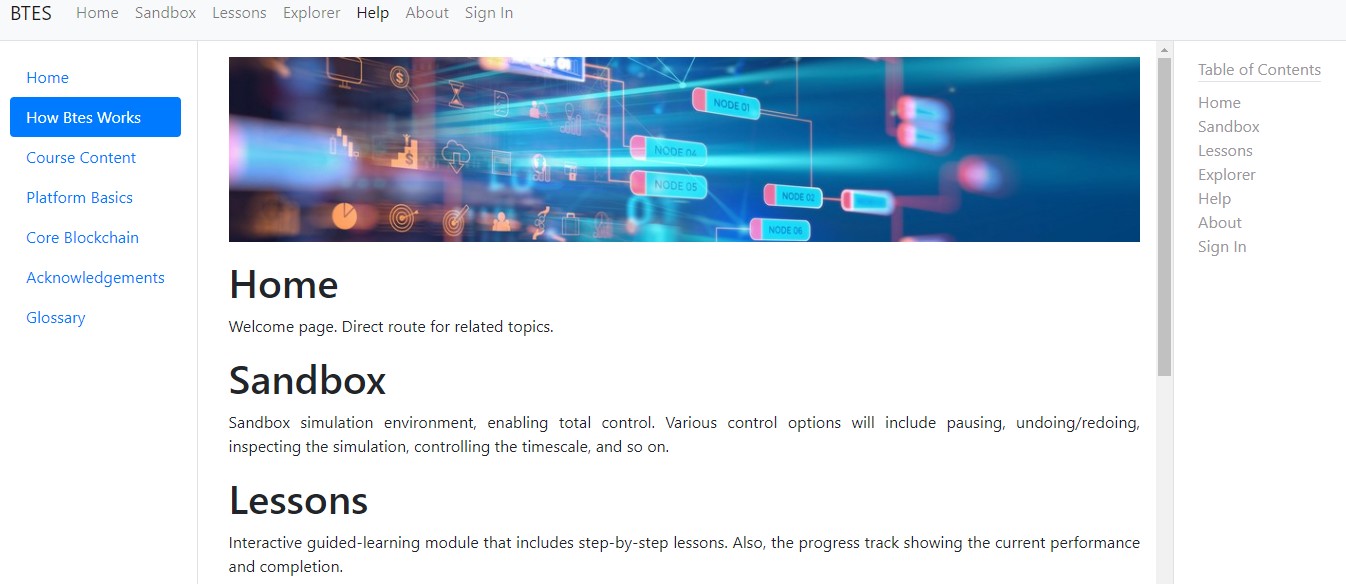 BTES Home Sandbox Lessons Explorer Help About Sign In
Home
How Btes Works
Course Content
Platform Basics
Core Blockchain
Acknowledgements
Glossary
NODE 01
NODE 05
NODE 02
NODE 06
Home
Welcome page. Direct route for related topics.
Sandbox
Sandbox simulation environment, enabling total control. Various control options will include pausing, undoing/redoing,
inspecting the simulation, controlling the timescale, and so on.
Lessons
Interactive guided-learning module that includes step-by-step lessons. Also, the progress track showing the current performance
and completion.
Table of Contents
Home
Sandbox
Lessons
Explorer
Help
About
Sign In